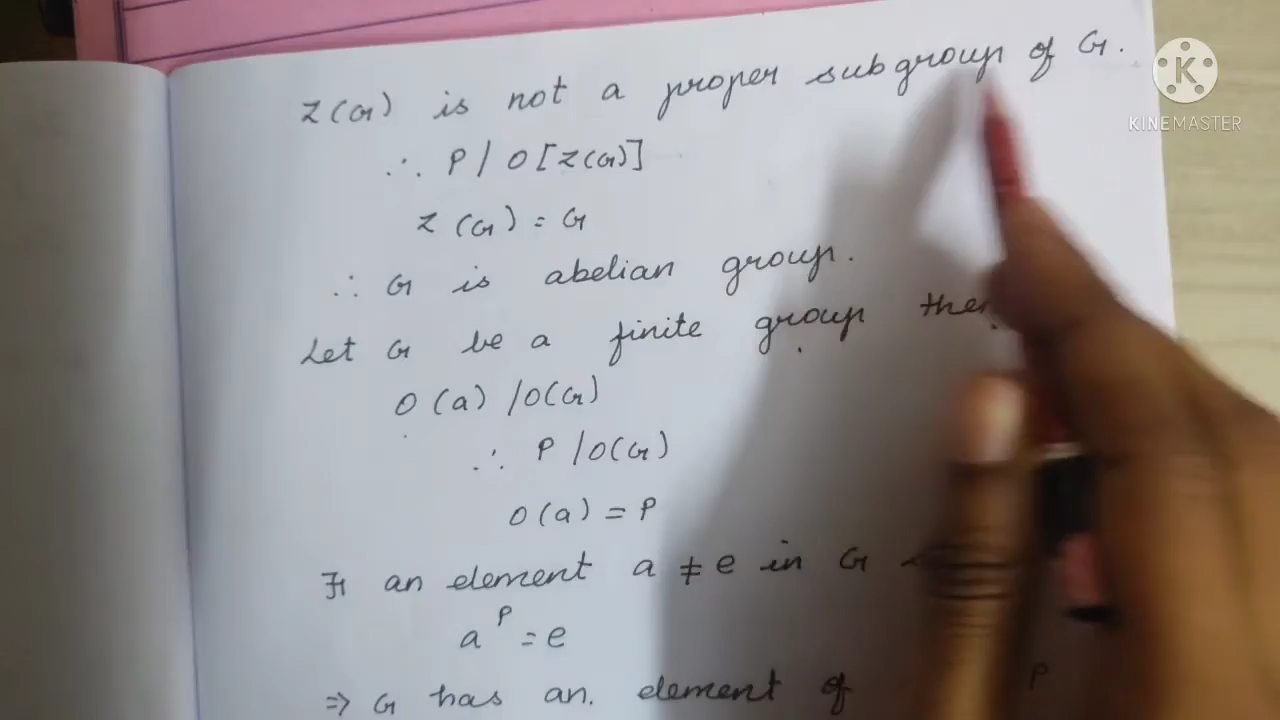 Z(G) is not a proper subgroup of G.
∴ P / O[Z(G)]
Z(G) = G
∴ G is abelian group.
Let G be a finite group then
O(a) / O(G)
∴ P / O(G)
O(a) = P
∃ an element a ≠ e in G
a^P = e
⇒ G has an element of P
KINEMASTER